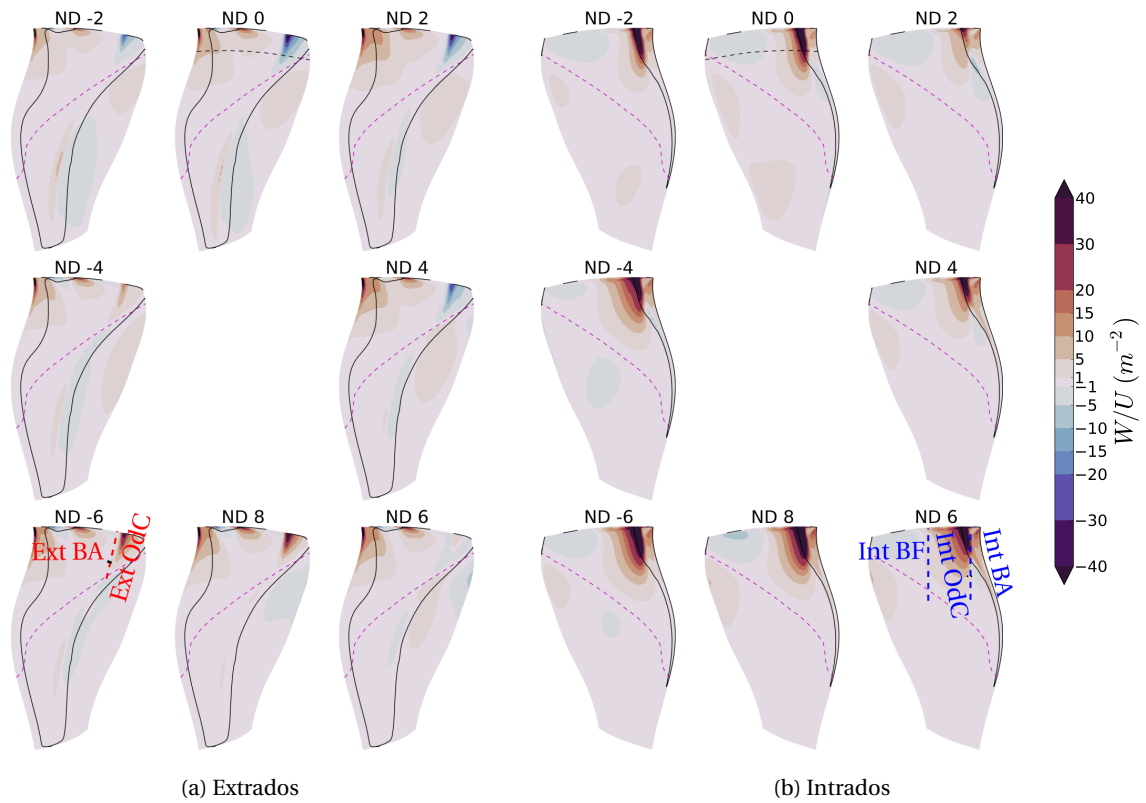 ND -2 ND 0 ND 2 ND -2 ND 0 ND 2
ND -4 ND 4 ND -4 ND 4
40
30
20
15
10
5
1
−1
−5
−10
−15
−20
−30
−40
W/U (m⁻²)
ND -6 ND 8 ND 6 ND -6 ND 8 ND 6
Ext BA
Ext OdC
Int BF
Int OdC
Int BA
(a) Extrados
(b) Intrados